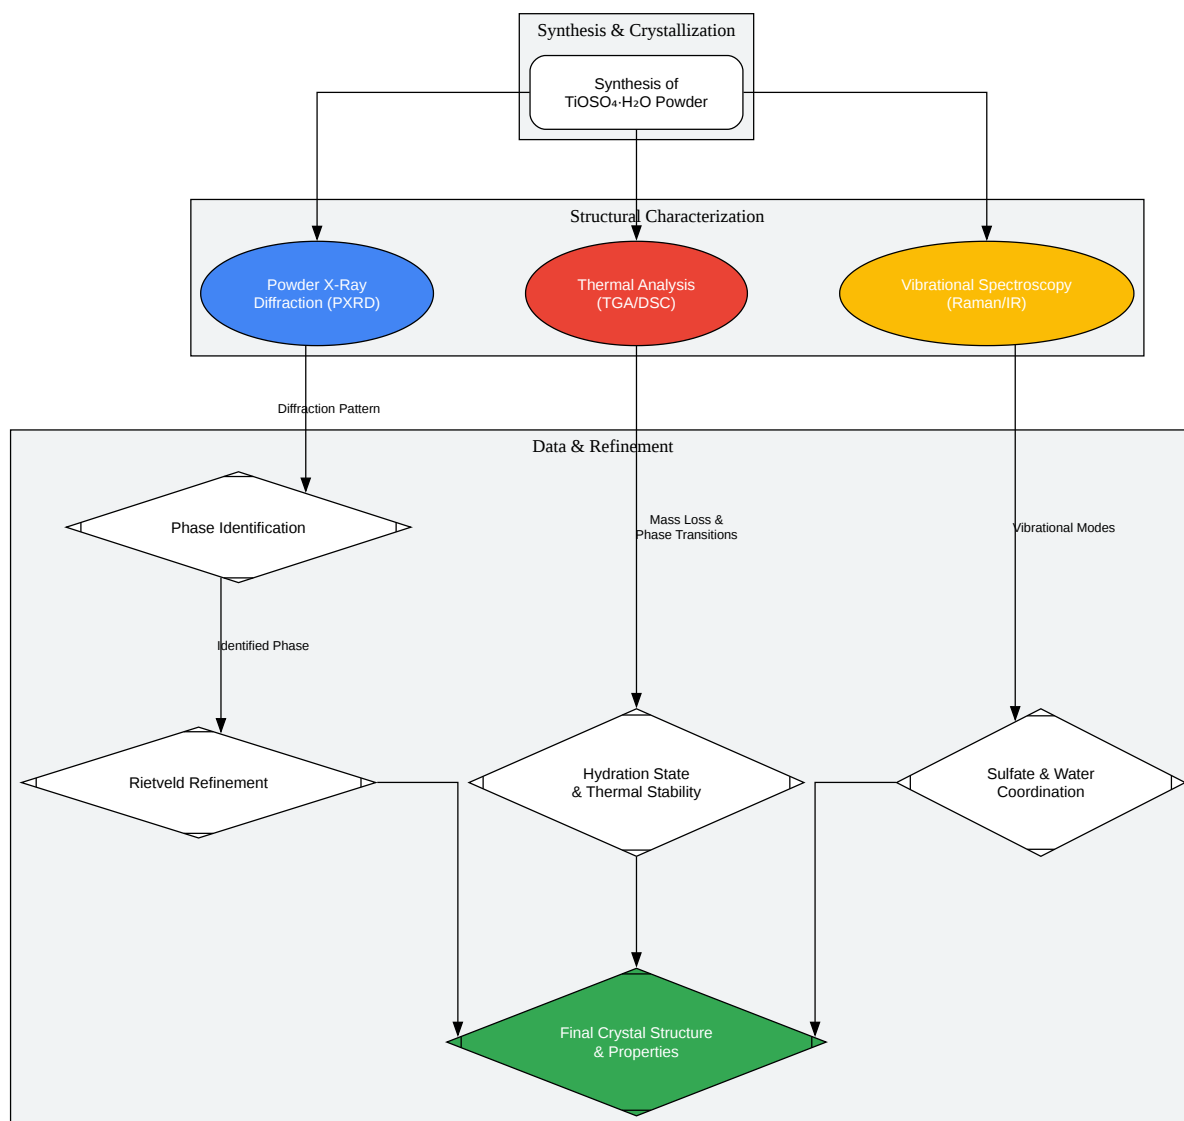 Synthesis & Crystallization
Synthesis of
TiOSO₄·H₂O Powder
Structural Characterization
Powder X-Ray
Diffraction (PXRD)
Thermal Analysis
(TGA/DSC)
Vibrational Spectroscopy
(Raman/IR)
Diffraction Pattern
Data & Refinement
Phase Identification
Mass Loss &
Phase Transitions
Vibrational Modes
Identified Phase
Rietveld Refinement
Hydration State
& Thermal Stability
Sulfate & Water
Coordination
Final Crystal Structure
& Properties